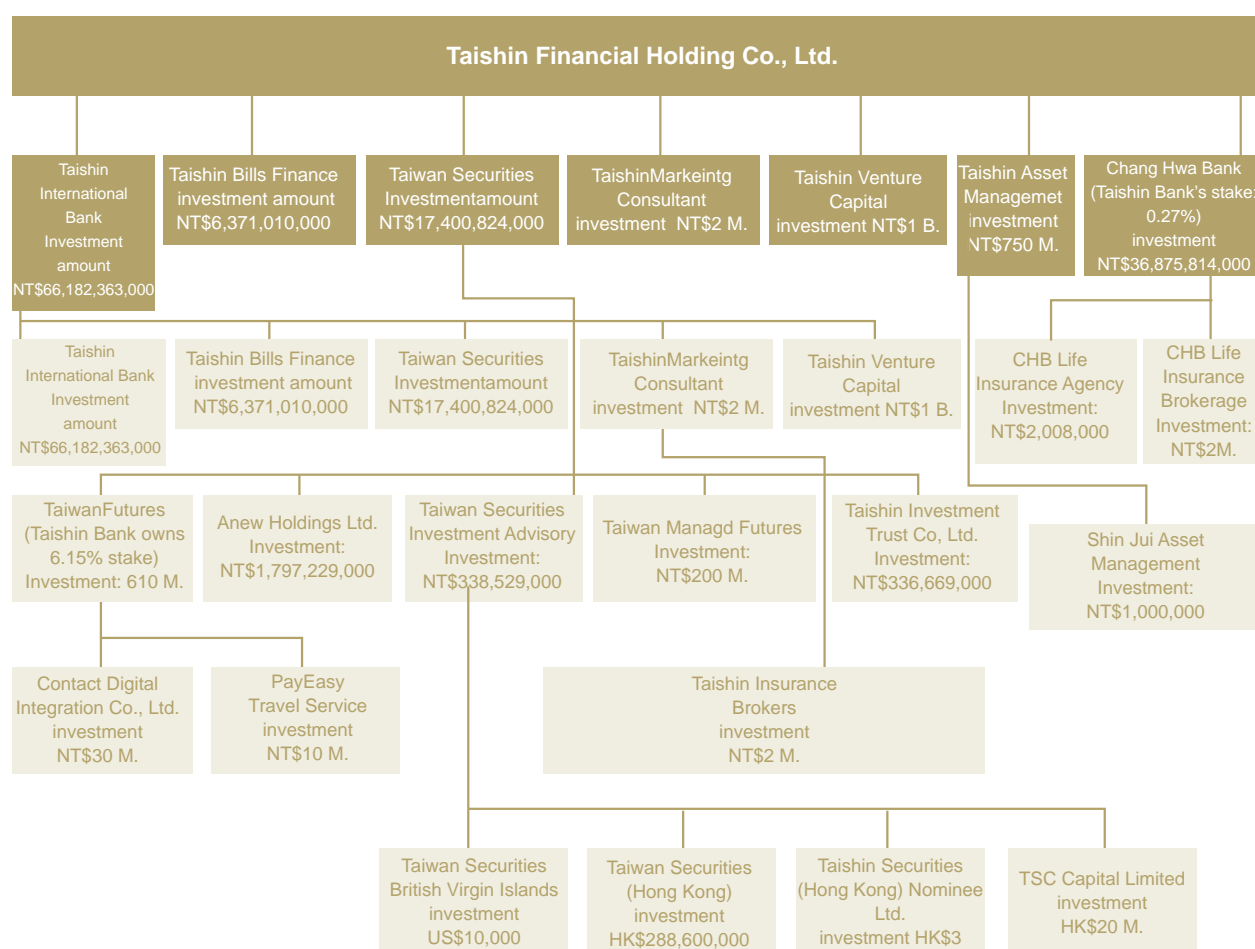 Taishin Financial Holding Co., Ltd.
Taishin
International
Bank
Investment
amount
NT$66,182,363,000
Taishin Bills Finance
investment amount
NT$6,371,010,000
Taiwan Securities
Investmentamount
NT$17,400,824,000
TaishinMarkeintg
Consultant
investment NT$2 M.
Taishin Venture
Capital
investment NT$1 B.
Taishin Asset
Managemet
investment
NT$750 M.
Chang Hwa Bank
(Taishin Bank's stake:
0.27%)
investment
NT$36,875,814,000
Taishin
International Bank
Investment
amount
NT$66,182,363,000
Taishin Bills Finance
investment amount
NT$6,371,010,000
Taiwan Securities
Investmentamount
NT$17,400,824,000
TaishinMarkeintg
Consultant
investment NT$2 M.
Taishin Venture
Capital
investment NT$1 B.
CHB Life
Insurance Agency
Investment:
NT$2,008,000
CHB Life
Insurance
Brokerage
Investment:
NT$2M.
TaiwanFutures
(Taishin Bank owns
6.15% stake)
Investment: 610 M.
Anew Holdings Ltd.
Investment:
NT$1,797,229,000
Taiwan Securities
Investment Advisory
Investment:
NT$338,529,000
Taiwan Managd Futures
Investment:
NT$200 M.
Taishin Investment
Trust Co, Ltd.
Investment:
NT$336,669,000
Shin Jui Asset
Management
Investment:
NT$1,000,000
Contact Digital
Integration Co., Ltd.
investment
NT$30 M.
PayEasy
Travel Service
investment
NT$10 M.
Taishin Insurance
Brokers
investment
NT$2 M.
Taiwan Securities
British Virgin Islands
investment
US$10,000
Taiwan Securities
(Hong Kong)
investment
HK$288,600,000
Taishin Securities
(Hong Kong) Nominee
Ltd.
investment HK$3
TSC Capital Limited
investment
HK$20 M.